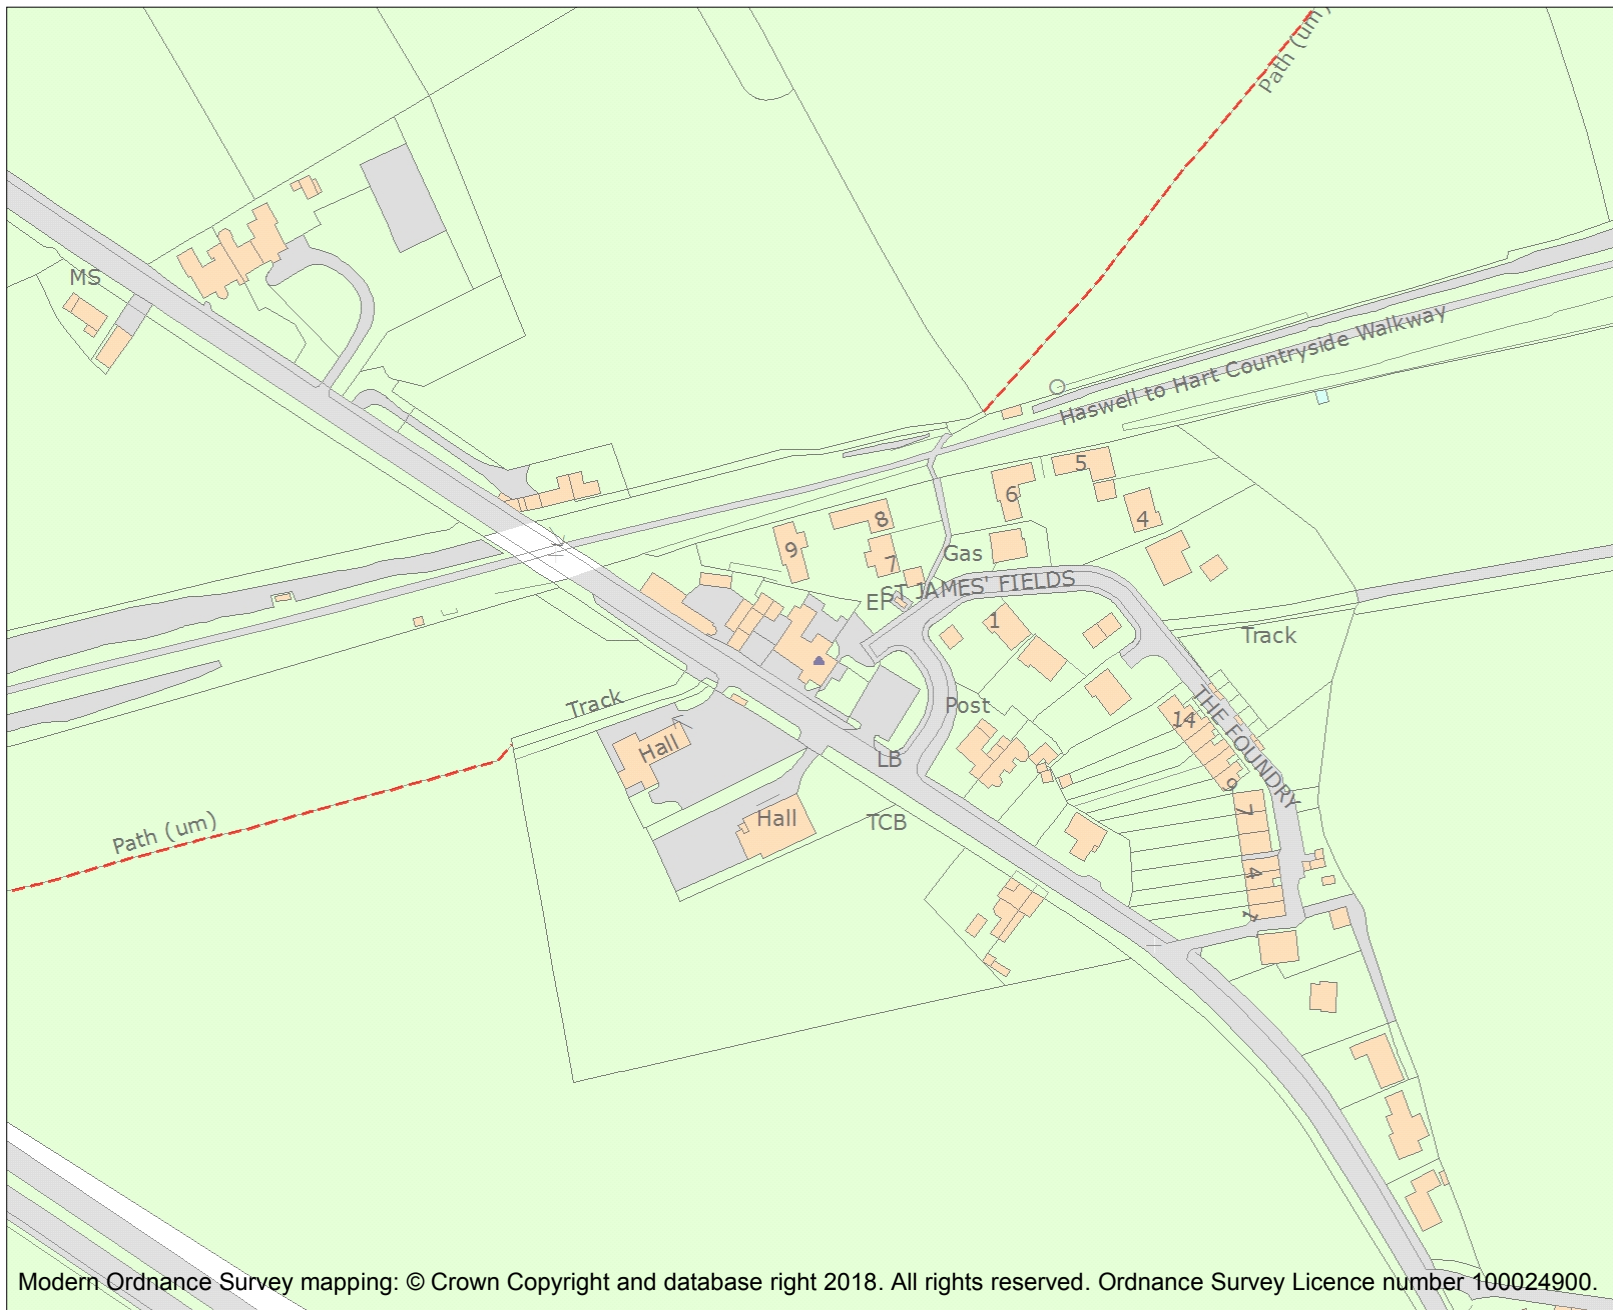 Path (um)
MS
Haswell to Hart Countryside Walkway
5
6
8
4
9
7
Gas
EP
ST JAMES' FIELDS
1
Track
Track
Post
THE FOUNDRY
14
Hall
LB
9
7
Hall
TCB
Path (um)
4
1
Modern Ordnance Survey mapping: © Crown Copyright and database right 2018. All rights reserved. Ordnance Survey Licence number 100024900.